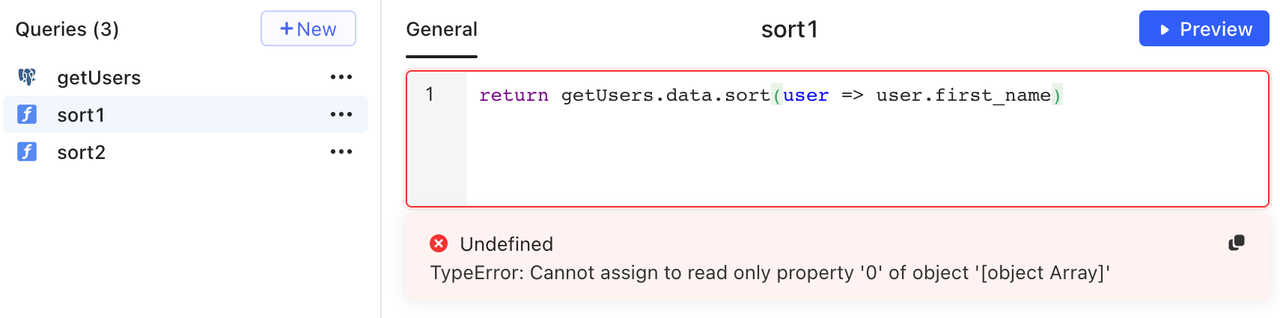 Queries (3)
+ New
General
sort1
Preview
getUsers
•••
sort1
•••
sort2
•••
1
return getUsers.data.sort(user => user.first_name)
Undefined
TypeError: Cannot assign to read only property '0' of object '[object Array]'